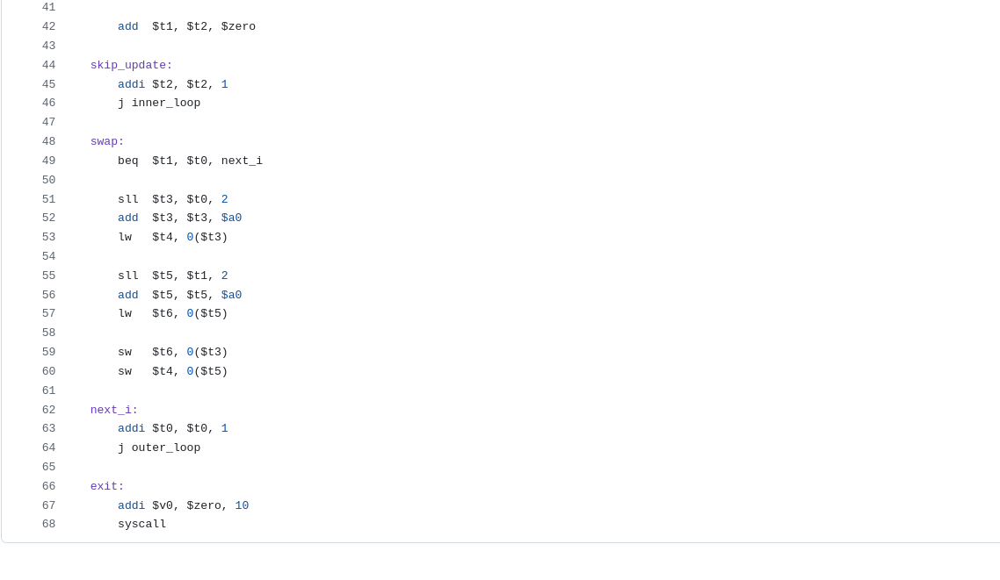 41
42 add $t1, $t2, $zero
43
44 skip_update:
45 addi $t2, $t2, 1
46 j inner_loop
47
48 swap:
49 beq $t1, $t0, next_i
50
51 sll $t3, $t0, 2
52 add $t3, $t3, $a0
53 lw $t4, 0($t3)
54
55 sll $t5, $t1, 2
56 add $t5, $t5, $a0
57 lw $t6, 0($t5)
58
59 sw $t6, 0($t3)
60 sw $t4, 0($t5)
61
62 next_i:
63 addi $t0, $t0, 1
64 j outer_loop
65
66 exit:
67 addi $v0, $zero, 10
68 syscall